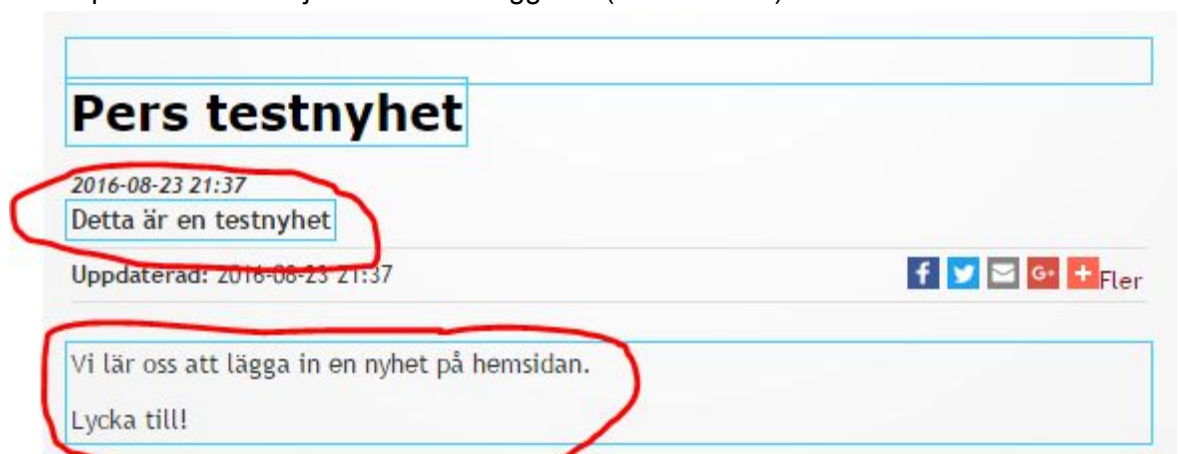 Pers testnyhet
2016-08-23 21:37
Detta är en testnyhet
Uppdaterad: 2016-08-23 21:37
Fler
Vi lär oss att lägga in en nyhet på hemsidan.
Lycka till!